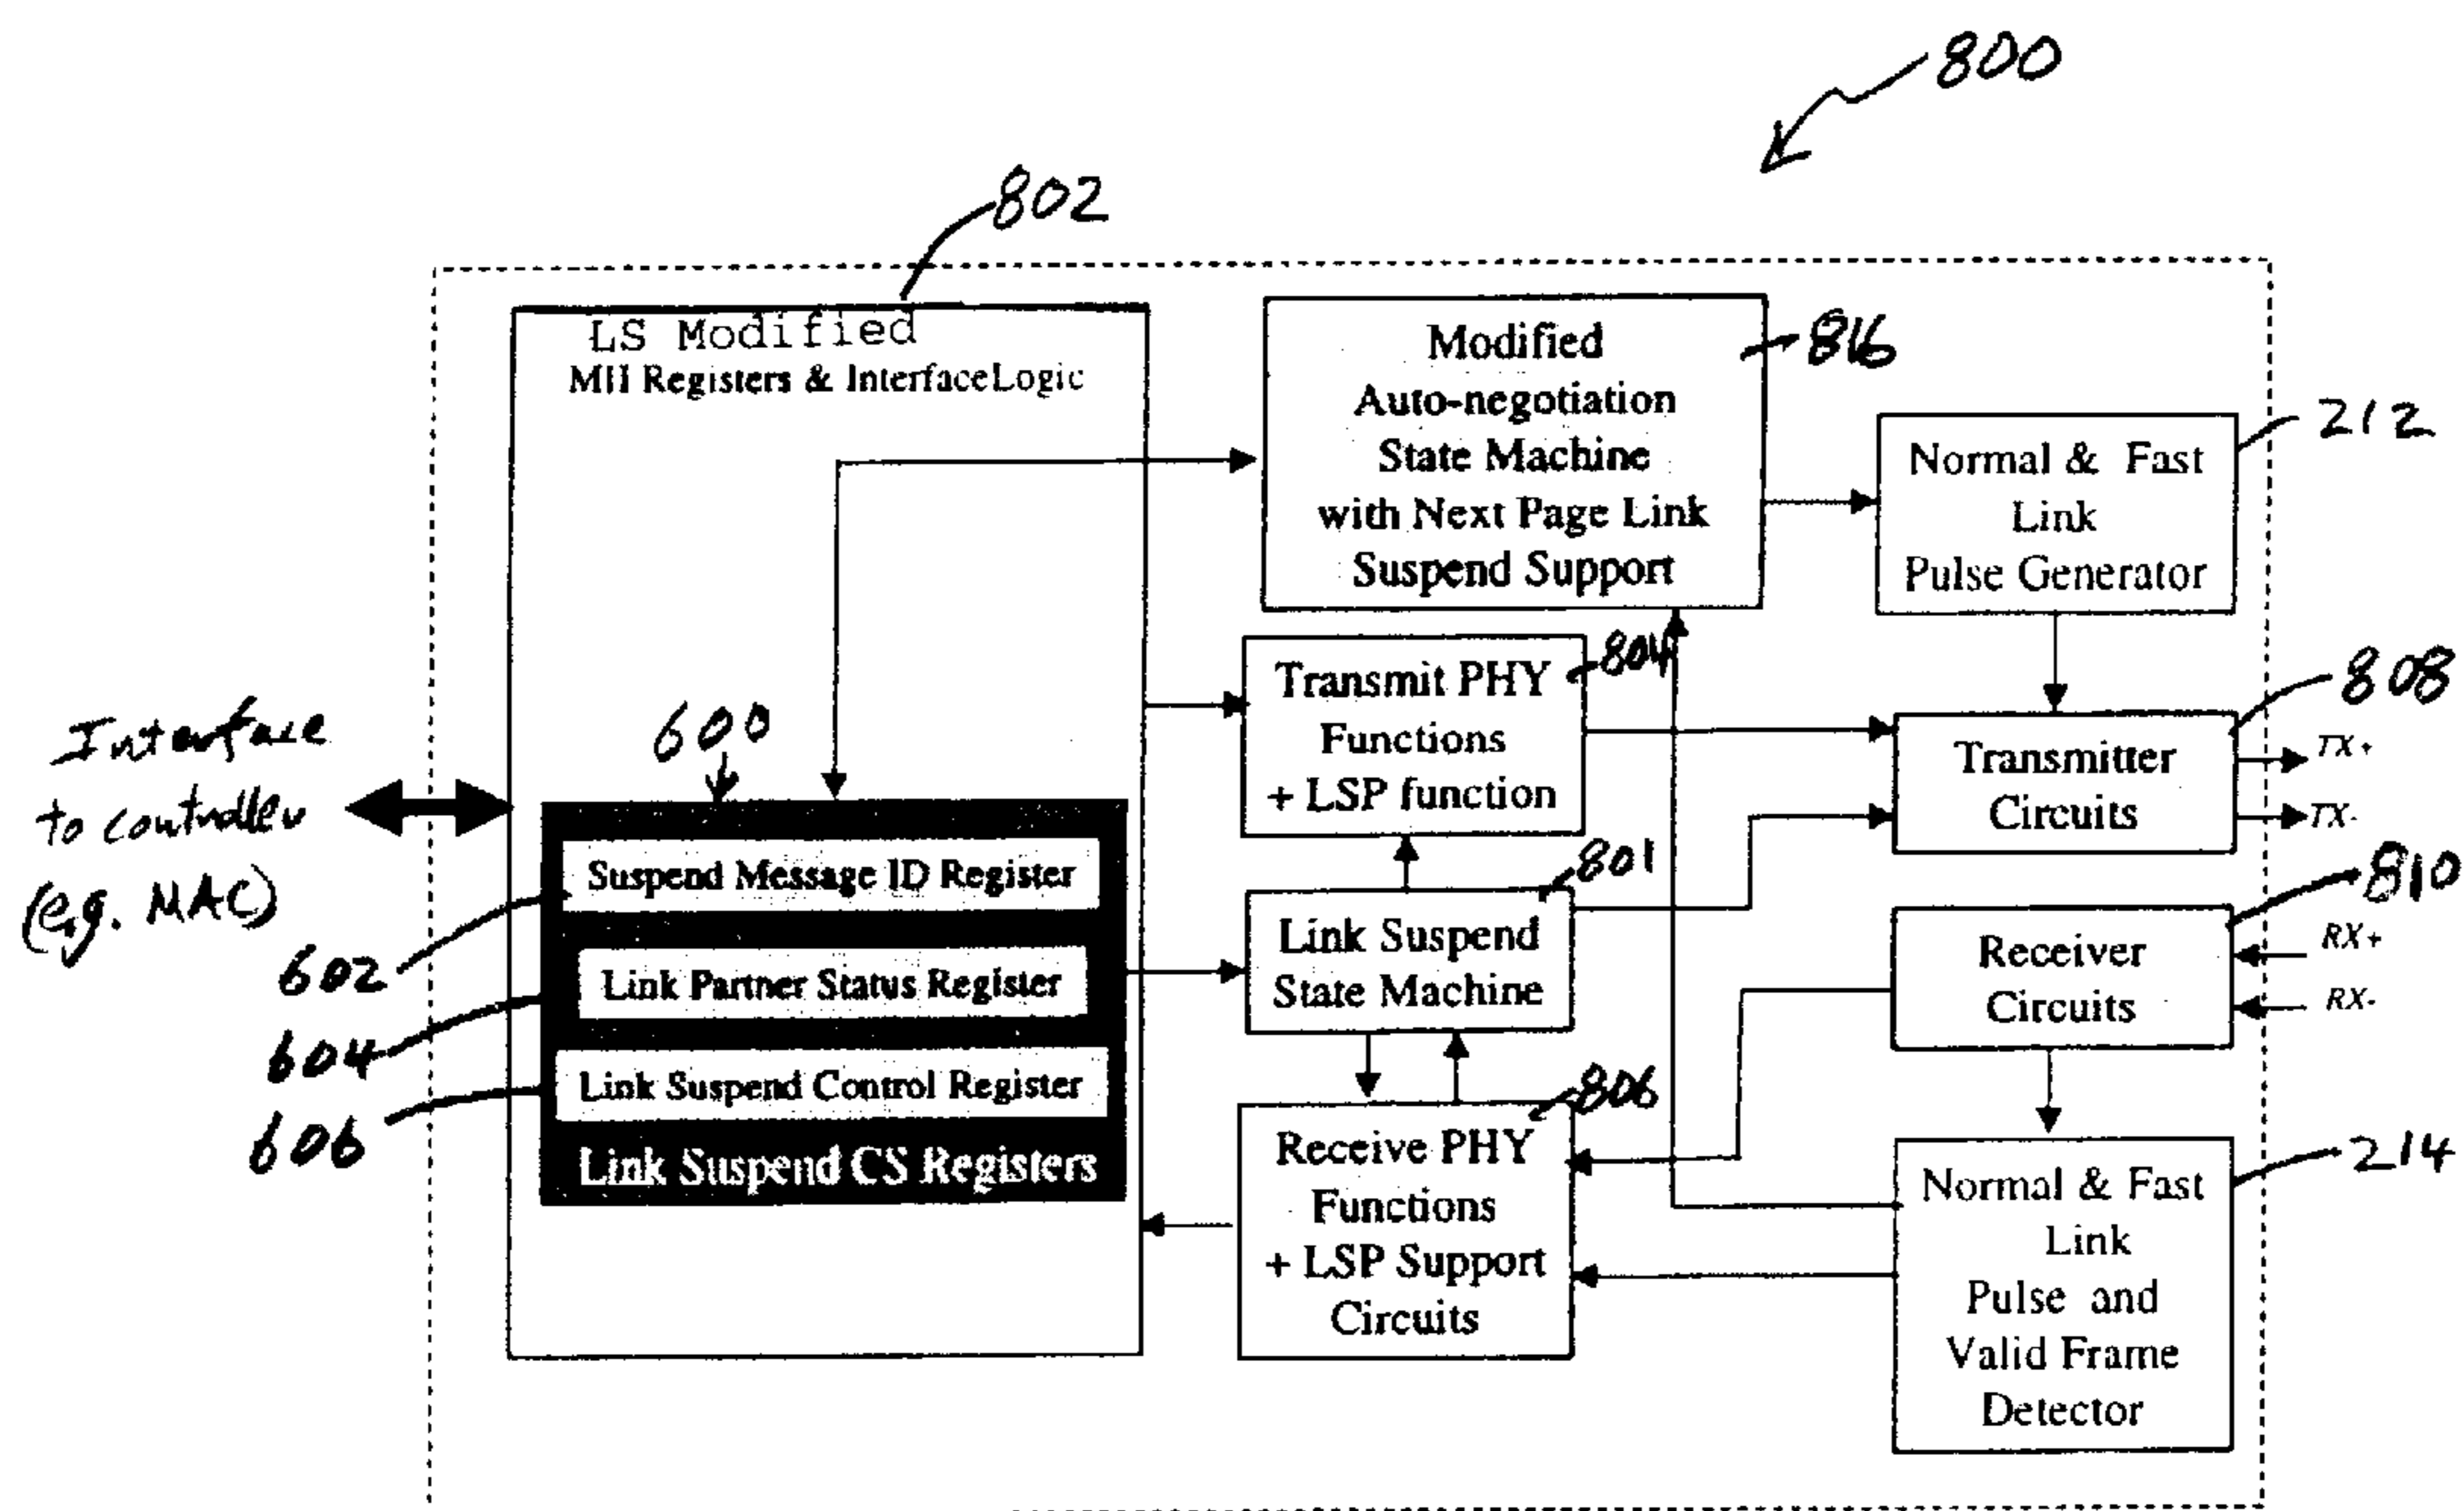 800
802
LS Modified
MII Registers & InterfaceLogic
Modified
Auto-negotiation
State Machine
with Next Page Link
Suspend Support
816
Normal & Fast
Link
Pulse Generator
212
Transmit PHY
Functions
+ LSP function
804
Transmitter
Circuits
808
TX+
TX-
Interface
to controller
(e.g. MAC)
600
Suspend Message ID Register
Link Partner Status Register
Link Suspend Control Register
Link Suspend CS Registers
602
604
606
Link Suspend
State Machine
801
Receiver
Circuits
810
RX+
RX-
Receive PHY
Functions
+ LSP Support
Circuits
806
Normal & Fast
Link
Pulse and
Valid Frame
Detector
214